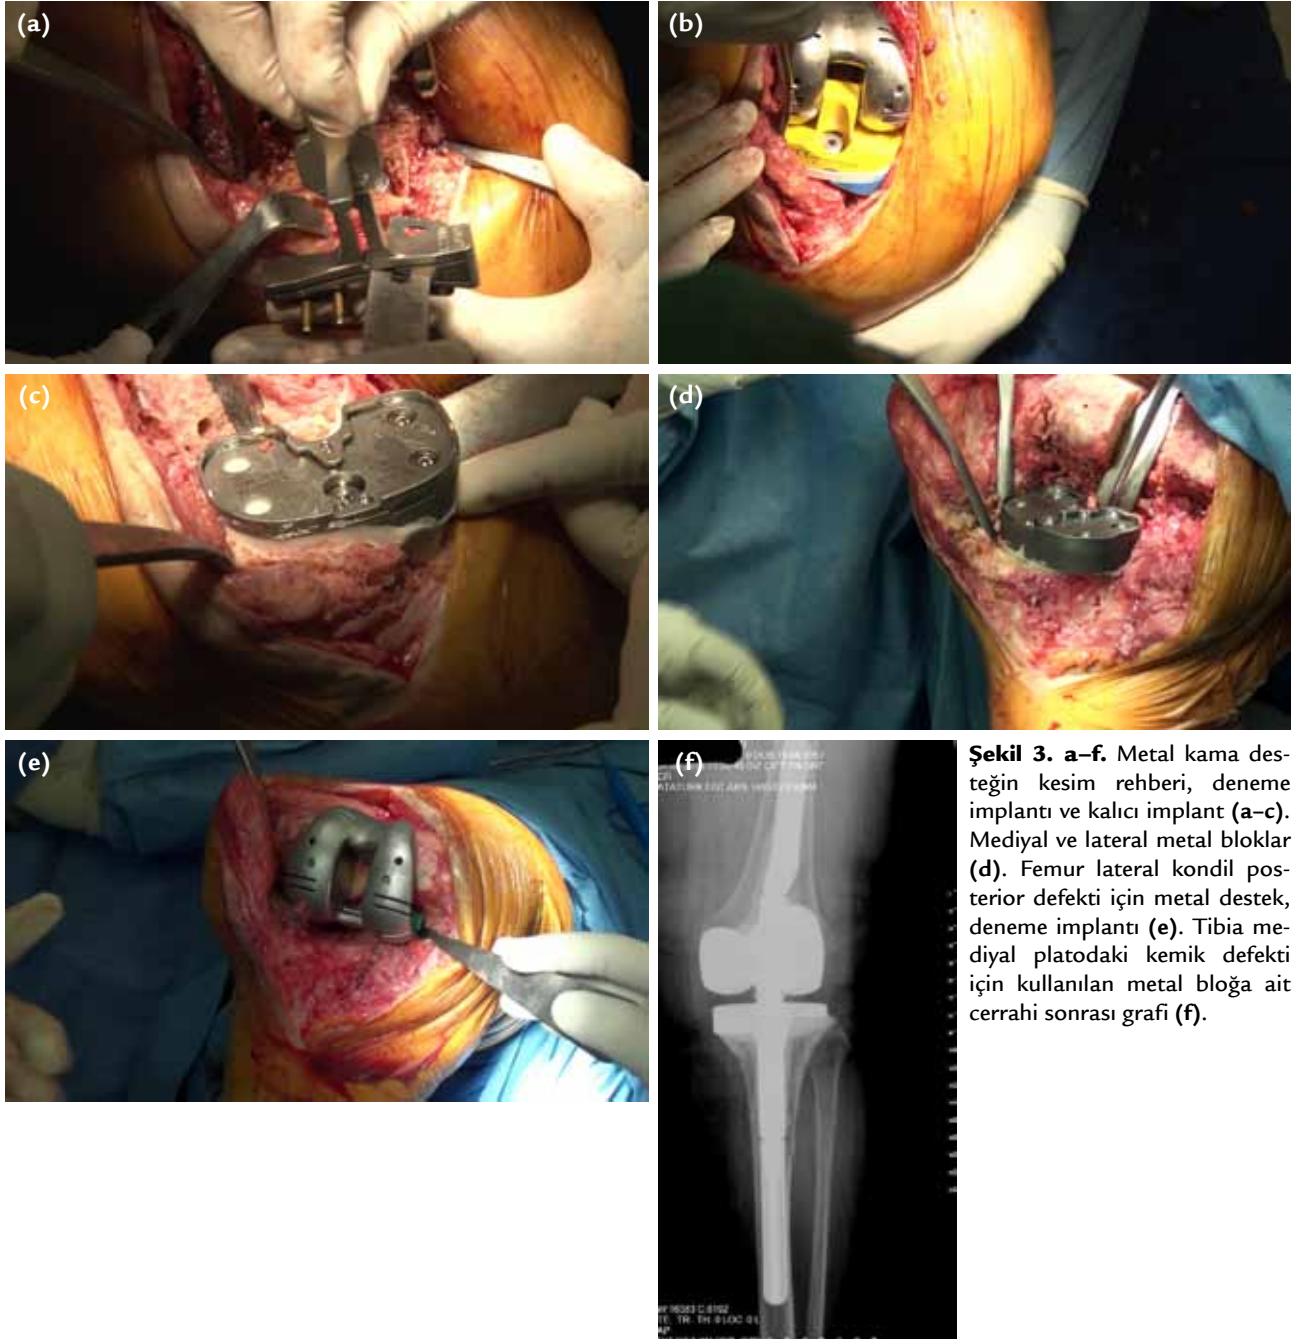 (a)
(b)
(c)
(d)
(e)
(f)
Şekil 3. a–f. Metal kama des-
teğin kesim rehberi, deneme
implantı ve kalıcı implant (a–c).
Mediyal ve lateral metal bloklar
(d). Femur lateral kondil pos-
terior defekti için metal destek,
deneme implantı (e). Tibia me-
diyal platodaki kemik defekti
için kullanılan metal bloğa ait
cerrahi sonrası grafi (f).